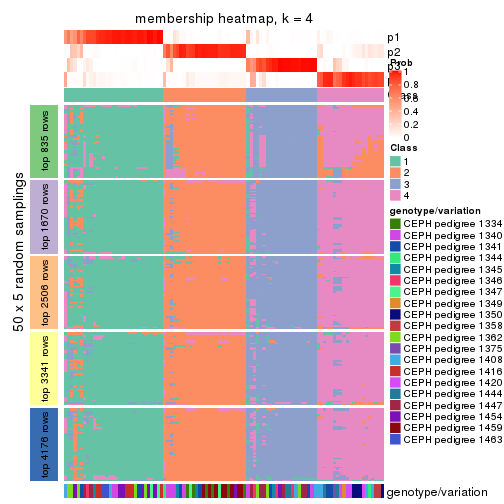 membership heatmap, k = 4
p1
p2
p3
Prob
1
0.8
0.6
0.4
0.2
0
Class
1
2
3
4
genotype/variation
CEPH pedigree 1334
CEPH pedigree 1340
CEPH pedigree 1341
CEPH pedigree 1344
CEPH pedigree 1345
CEPH pedigree 1346
CEPH pedigree 1347
CEPH pedigree 1349
CEPH pedigree 1350
CEPH pedigree 1358
CEPH pedigree 1362
CEPH pedigree 1375
CEPH pedigree 1408
CEPH pedigree 1416
CEPH pedigree 1420
CEPH pedigree 1444
CEPH pedigree 1447
CEPH pedigree 1454
CEPH pedigree 1459
CEPH pedigree 1463
50 x 5 random samplings
top 835 rows
top 1670 rows
top 2506 rows
top 3341 rows
top 4176 rows
genotype/variation